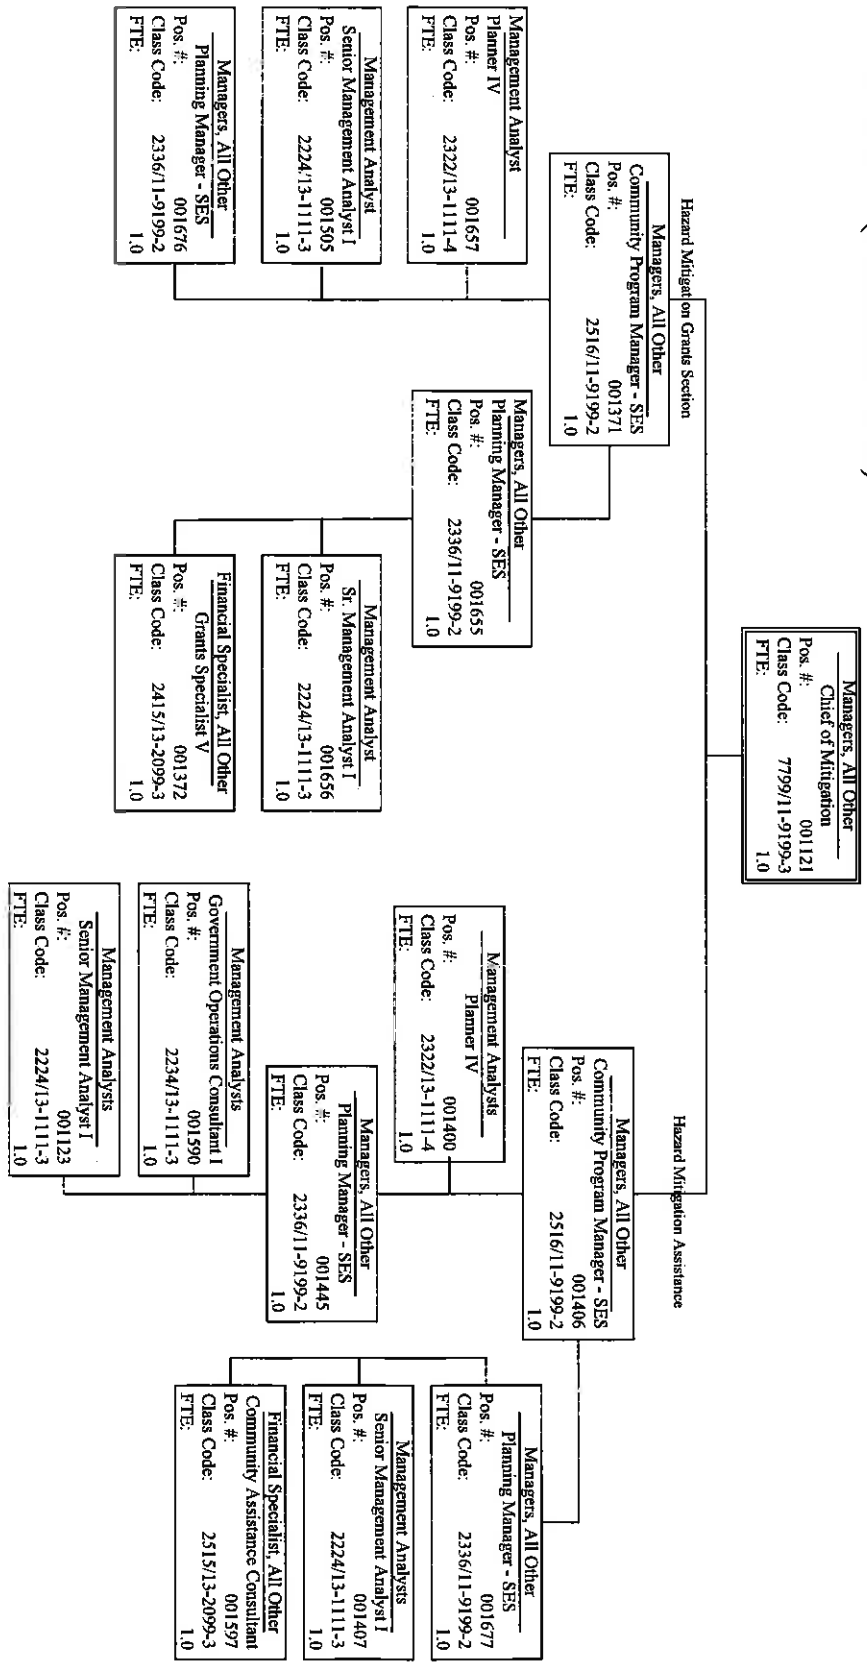 Managers, All Other
Chief of Mitigation
Pos. #: 001121
Class Code: 7799/11-9199-3
FTE: 1.0
Hazard Mitigation Grants Section
Managers, All Other
Community Program Manager - SES
Pos. #: 001371
Class Code: 2516/11-9199-2
FTE: 1.0
Management Analyst
Planner IV
Pos. #: 001657
Class Code: 2322/13-1111-4
FTE: 1.0
Management Analyst
Senior Management Analyst I
Pos. #: 001505
Class Code: 2224/13-1111-3
FTE: 1.0
Managers, All Other
Planning Manager - SES
Pos. #: 001676
Class Code: 2336/11-9199-2
FTE: 1.0
Managers, All Other
Planning Manager - SES
Pos. #: 001655
Class Code: 2336/11-9199-2
FTE: 1.0
Management Analyst
Sr. Management Analyst I
Pos. #: 001656
Class Code: 2224/13-1111-3
FTE: 1.0
Financial Specialist, All Other
Grants Specialist V
Pos. #: 001372
Class Code: 2415/13-2099-3
FTE: 1.0
Hazard Mitigation Assistance
Managers, All Other
Community Program Manager - SES
Pos. #: 001406
Class Code: 2516/11-9199-2
FTE: 1.0
Management Analysts
Planner IV
Pos. #: 001400
Class Code: 2322/13-1111-4
FTE: 1.0
Managers, All Other
Planning Manager - SES
Pos. #: 001445
Class Code: 2336/11-9199-2
FTE: 1.0
Management Analysts
Government Operations Consultant I
Pos. #: 001590
Class Code: 2234/13-1111-3
FTE: 1.0
Management Analysts
Senior Management Analyst I
Pos. #: 001123
Class Code: 2224/13-1111-3
FTE: 1.0
Managers, All Other
Planning Manager - SES
Pos. #: 001677
Class Code: 2336/11-9199-2
FTE: 1.0
Management Analysts
Senior Management Analyst I
Pos. #: 001407
Class Code: 2224/13-1111-3
FTE: 1.0
Financial Specialist, All Other
Community Assistance Consultant
Pos. #: 001597
Class Code: 2515/13-2099-3
FTE: 1.0